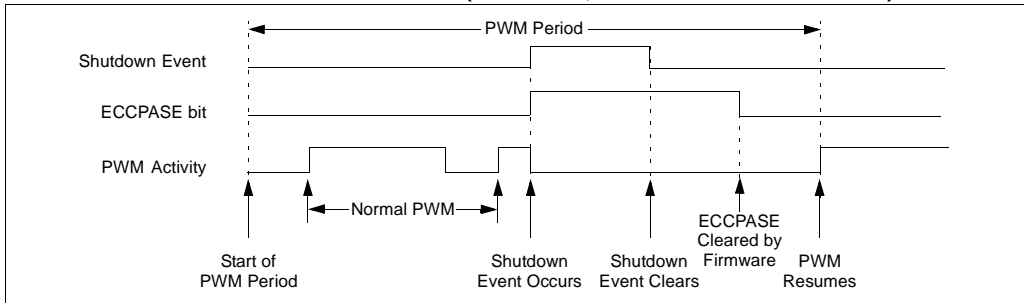 PWM Period
Shutdown Event
ECCPASE bit
PWM Activity
Normal PWM
Start of
PWM Period
Shutdown
Event Occurs
Shutdown
Event Clears
ECCPASE
Cleared by
Firmware
PWM
Resumes